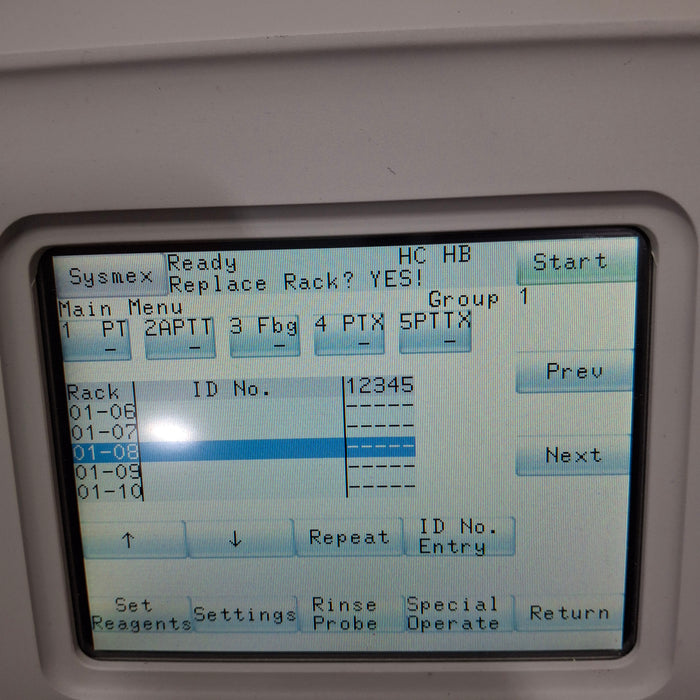 Sysmex Ready HC HB Start
Replace Rack? YES!
Main Menu Group 1
1 PT 2APTT 3 Fbg 4 PTX 5PTTX
- - - - -
Prev
Rack ID No. 12345
01-06 -----
01-07 -----
01-08 -----
01-09 -----
01-10 -----
Next
↑ ↓ Repeat ID No. Entry
Set Reagents Settings Rinse Probe Special Operate Return